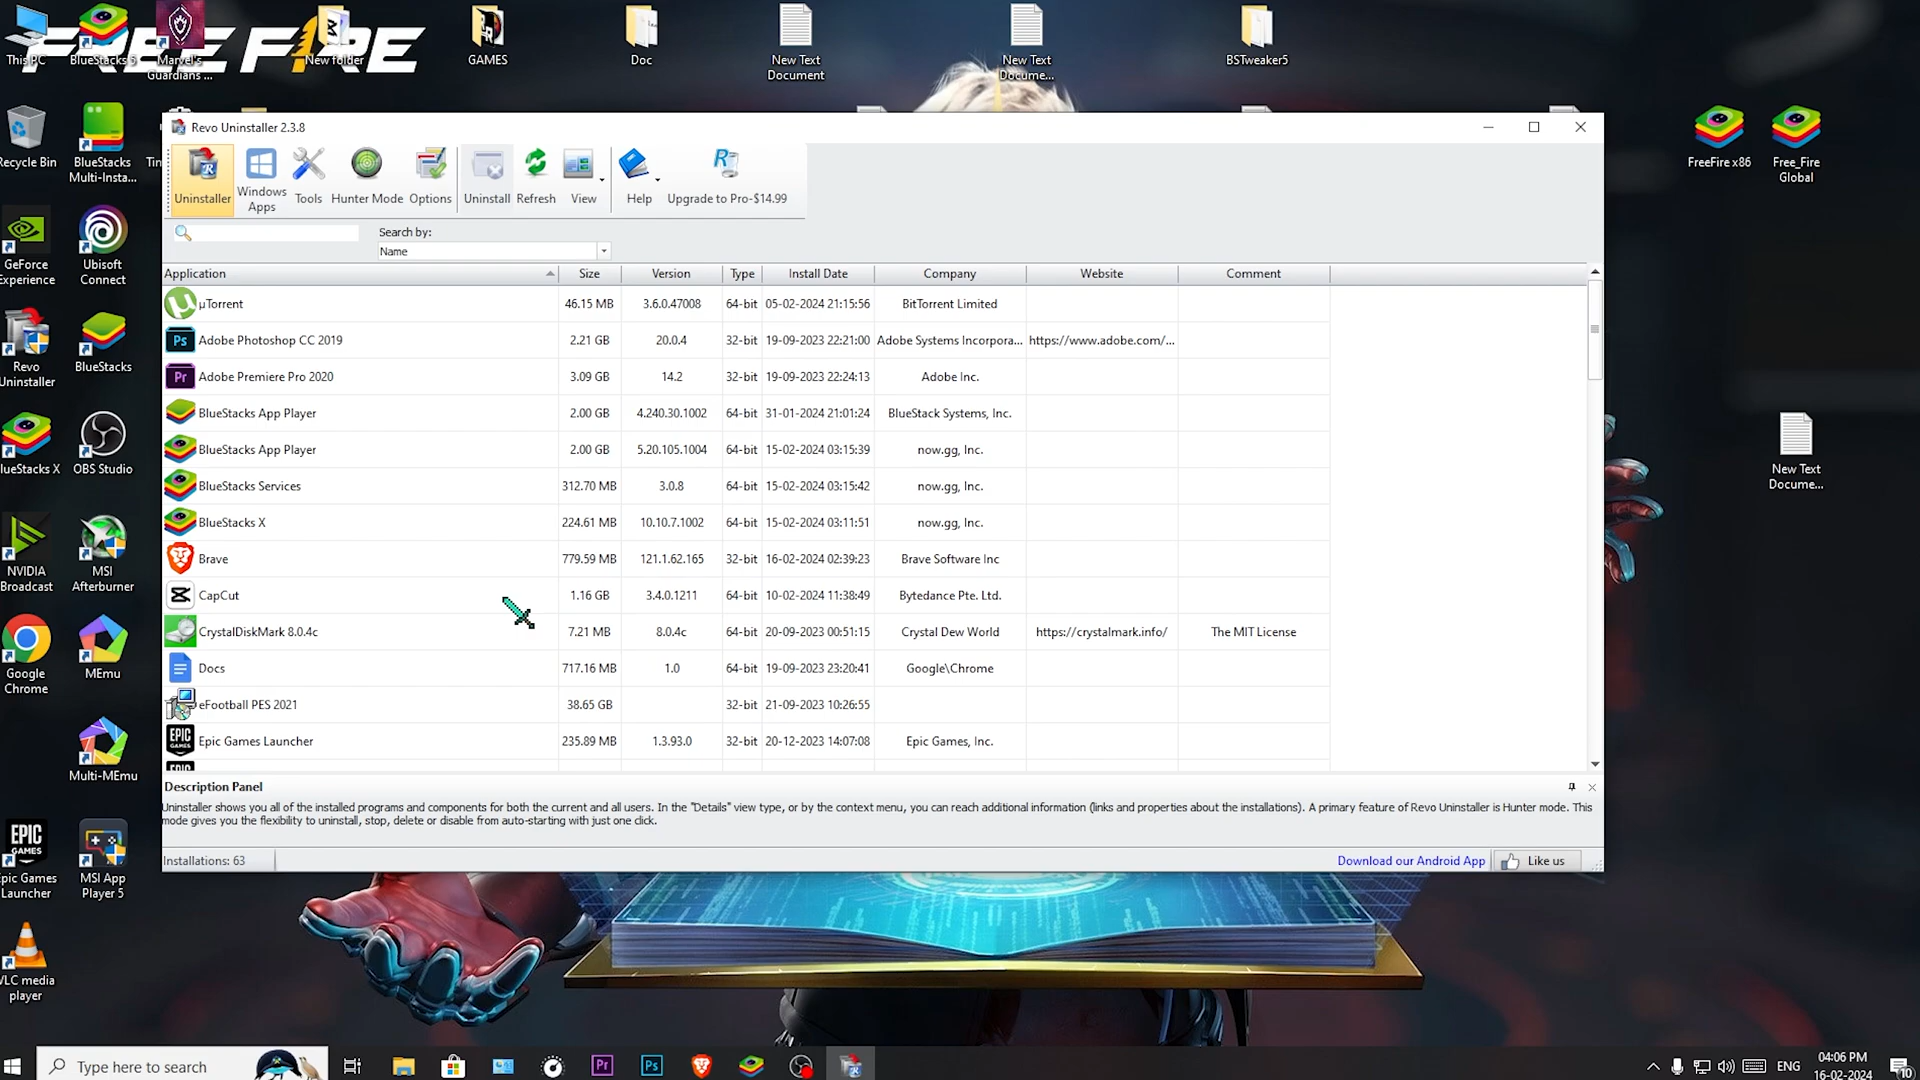 FREE FIRE
This PC
BlueStacks 5
Marvel's
Guardians ...
New folder
GAMES
Doc
New Text
Document
New Text
Docume...
BSTweaker5
Recycle Bin
BlueStacks
Multi-Insta...
Tin
FreeFire x86
Free_Fire
Global
GeForce
Experience
Ubisoft
Connect
Revo
Uninstaller
BlueStacks
BlueStacks X
OBS Studio
NVIDIA
Broadcast
MSI
Afterburner
Google
Chrome
MEmu
Multi-MEmu
EPIC
GAMES
Epic Games
Launcher
MSI App
Player 5
VLC media
player
New Text
Docume...
Revo Uninstaller 2.3.8
Uninstaller
Windows
Apps
Tools
Hunter Mode
Options
Uninstall
Refresh
View
Help
Upgrade to Pro-$14.99
Search by:
Name
Application Size Version Type Install Date Company Website Comment
µTorrent 46.15 MB 3.6.0.47008 64-bit 05-02-2024 21:15:56 BitTorrent Limited
Ps Adobe Photoshop CC 2019 2.21 GB 20.0.4 32-bit 19-09-2023 22:21:00 Adobe Systems Incorpora... https://www.adobe.com/...
Pr Adobe Premiere Pro 2020 3.09 GB 14.2 32-bit 19-09-2023 22:24:13 Adobe Inc.
BlueStacks App Player 2.00 GB 4.240.30.1002 64-bit 31-01-2024 21:01:24 BlueStack Systems, Inc.
BlueStacks App Player 2.00 GB 5.20.105.1004 64-bit 15-02-2024 03:15:39 now.gg, Inc.
BlueStacks Services 312.70 MB 3.0.8 64-bit 15-02-2024 03:15:42 now.gg, Inc.
BlueStacks X 224.61 MB 10.10.7.1002 64-bit 15-02-2024 03:11:51 now.gg, Inc.
Brave 779.59 MB 121.1.62.165 32-bit 16-02-2024 02:39:23 Brave Software Inc
CapCut 1.16 GB 3.4.0.1211 64-bit 10-02-2024 11:38:49 Bytedance Pte. Ltd.
CrystalDiskMark 8.0.4c 7.21 MB 8.0.4c 64-bit 20-09-2023 00:51:15 Crystal Dew World https://crystalmark.info/ The MIT License
Docs 717.16 MB 1.0 64-bit 19-09-2023 23:20:41 Google\Chrome
eFootball PES 2021 38.65 GB 32-bit 21-09-2023 10:26:55
Epic Games Launcher 235.89 MB 1.3.93.0 32-bit 20-12-2023 14:07:08 Epic Games, Inc.
Description Panel
Uninstaller shows you all of the installed programs and components for both the current and all users. In the "Details" view type, or by the context menu, you can reach additional information (links and properties about the installations). A primary feature of Revo Uninstaller is Hunter mode. This
mode gives you the flexibility to uninstall, stop, delete or disable from auto-starting with just one click.
Installations: 63
Download our Android App
Like us
Type here to search
Pr
Ps
ENG
04:06 PM
16-02-2024
10